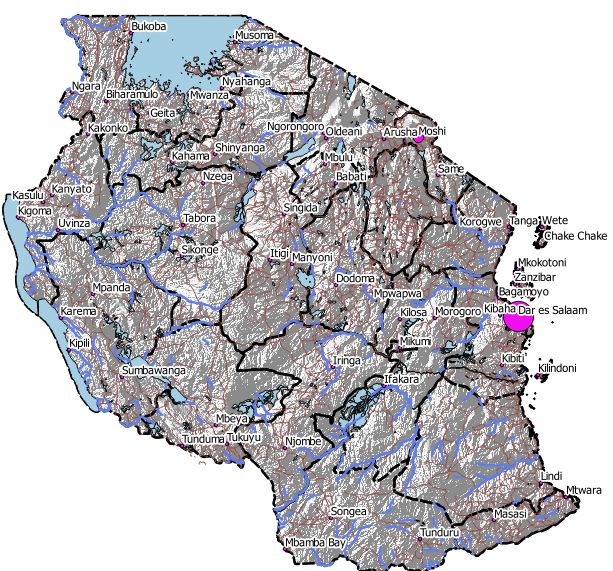 Bukoba
Musoma
Nyahanga
Ngara
Biharamulo
Mwanza
Geita
Kakonko
Ngorongoro
Oldeani
Arusha
Moshi
Shinyanga
Kahama
Mbulu
Same
Nzega
Babati
Kasulu
Kanyato
Kigoma
Singida
Uvinza
Tabora
Korogwe
Tanga
Wete
Chake Chake
Sikonge
Itigi
Manyoni
Mkokotoni
Dodoma
Zanzibar
Mpanda
Mpwapwa
Bagamoyo
Karema
Kilosa
Morogoro
Kibaha
Dar es Salaam
Mikumi
Kipili
Iringa
Kibiti
Kilindoni
Sumbawanga
Ifakara
Mbeya
Tunduma
Tukuyu
Njombe
Lindi
Mtwara
Songea
Masasi
Tunduru
Mbamba Bay